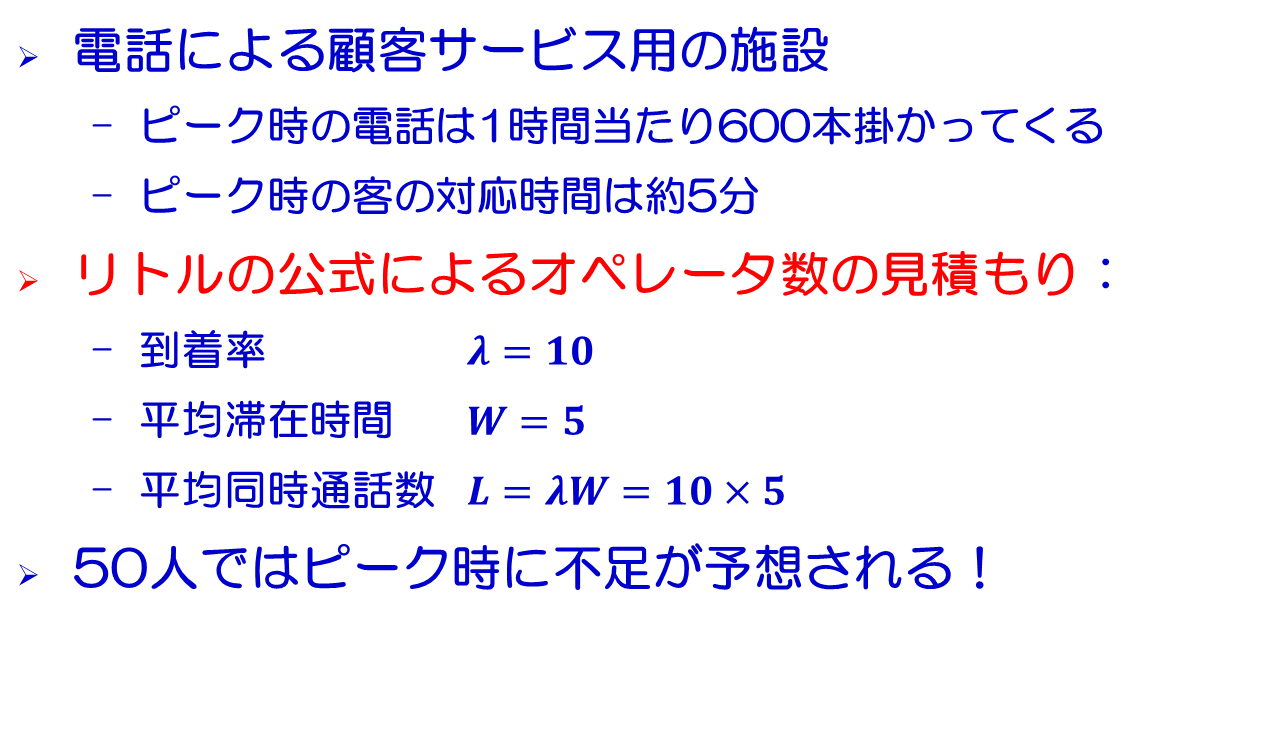 ➢ 電話による顧客サービス用の施設
– ピーク時の電話は1時間当たり600本掛かってくる
– ピーク時の客の対応時間は約5分
➢ リトルの公式によるオペレータ数の見積もり：
– 到着率 λ = 10
– 平均滞在時間 W = 5
– 平均同時通話数 L = λW = 10 × 5
➢ 50人ではピーク時に不足が予想される！